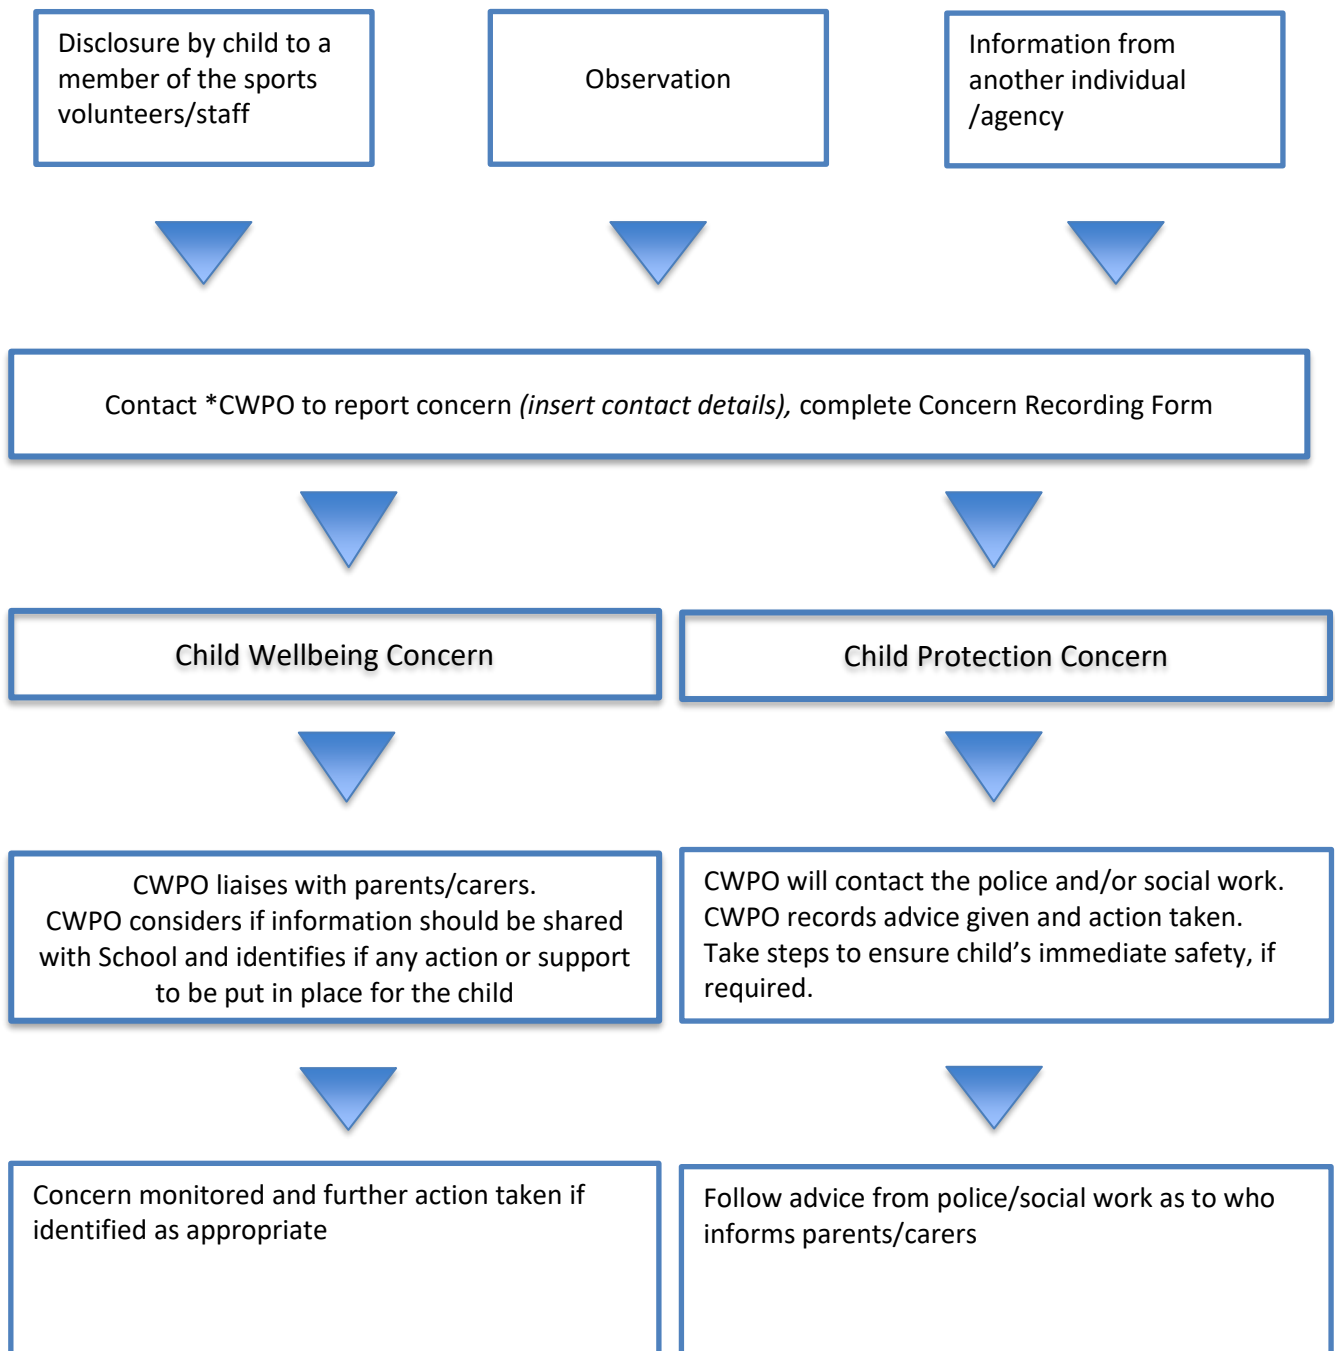 Disclosure by child to a
member of the sports
volunteers/staff
Observation
Information from
another individual
/agency
Contact *CWPO to report concern (insert contact details), complete Concern Recording Form
Child Wellbeing Concern
Child Protection Concern
CWPO liaises with parents/carers.
CWPO considers if information should be shared
with School and identifies if any action or support
to be put in place for the child
CWPO will contact the police and/or social work.
CWPO records advice given and action taken.
Take steps to ensure child’s immediate safety, if
required.
Concern monitored and further action taken if
identified as appropriate
Follow advice from police/social work as to who
informs parents/carers